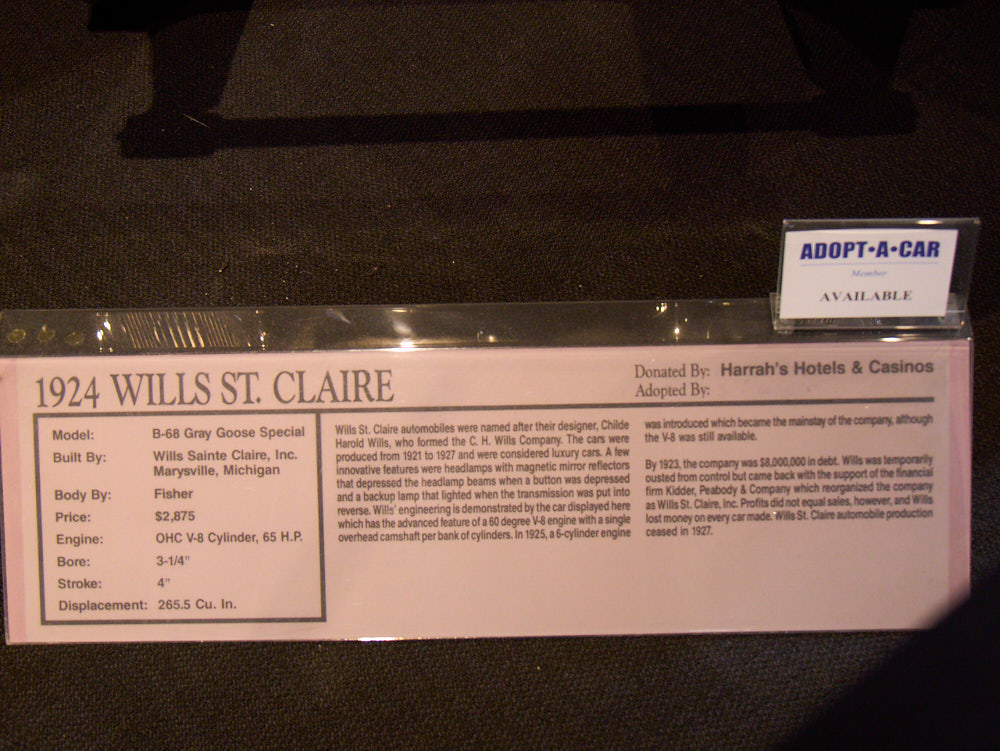 ADOPT•A•CAR
Member
AVAILABLE
1924 WILLS ST. CLAIRE
Donated By: Harrah's Hotels & Casinos
Adopted By:
Model: B-68 Gray Goose Special
Built By: Wills Sainte Claire, Inc.
Marysville, Michigan
Body By: Fisher
Price: $2,875
Engine: OHC V-8 Cylinder, 65 H.P.
Bore: 3-1/4"
Stroke: 4"
Displacement: 265.5 Cu. In.
Wills St. Claire automobiles were named after their designer, Childe
Harold Wills, who formed the C. H. Wills Company. The cars were
produced from 1921 to 1927 and were considered luxury cars. A few
innovative features were headlamps with magnetic mirror reflectors
that depressed the headlamp beams when a button was depressed
and a backup lamp that lighted when the transmission was put into
reverse. Wills' engineering is demonstrated by the car displayed here
which has the advanced feature of a 60 degree V-8 engine with a single
overhead camshaft per bank of cylinders. In 1925, a 6-cylinder engine
was introduced which became the mainstay of the company, although
the V-8 was still available.
By 1923, the company was $8,000,000 in debt. Wills was temporarily
ousted from control but came back with the support of the financial
firm Kidder, Peabody & Company which reorganized the company
as Wills St. Claire, Inc. Profits did not equal sales, however, and Wills
lost money on every car made. Wills St. Claire automobile production
ceased in 1927.